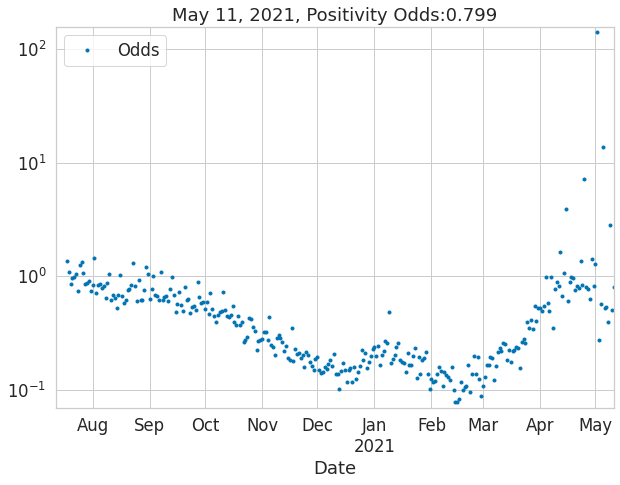 May 11, 2021, Positivity Odds:0.799
Odds
10²
10¹
10⁰
10⁻¹
Aug Sep Oct Nov Dec Jan Feb Mar Apr May
2021
Date